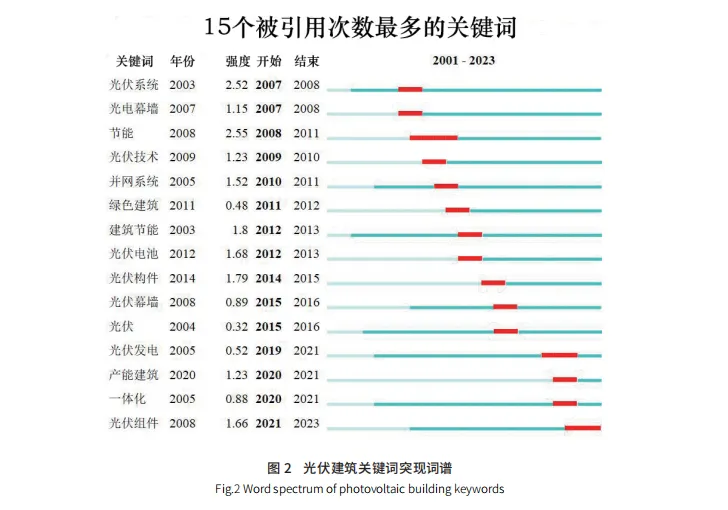 15个被引用次数最多的关键词
关键词 年份 强度 开始 结束 2001 - 2023
光伏系统 2003 2.52 2007 2008
光电幕墙 2007 1.15 2007 2008
节能 2008 2.55 2008 2011
光伏技术 2009 1.23 2009 2010
并网系统 2005 1.52 2010 2011
绿色建筑 2011 0.48 2011 2012
建筑节能 2003 1.8 2012 2013
光伏电池 2012 1.68 2012 2013
光伏构件 2014 1.79 2014 2015
光伏幕墙 2008 0.89 2015 2016
光伏 2004 0.32 2015 2016
光伏发电 2005 0.52 2019 2021
产能建筑 2020 1.23 2020 2021
一体化 2005 0.88 2020 2021
光伏组件 2008 1.66 2021 2023
图 2 光伏建筑关键词突现词谱
Fig.2 Word spectrum of photovoltaic building keywords